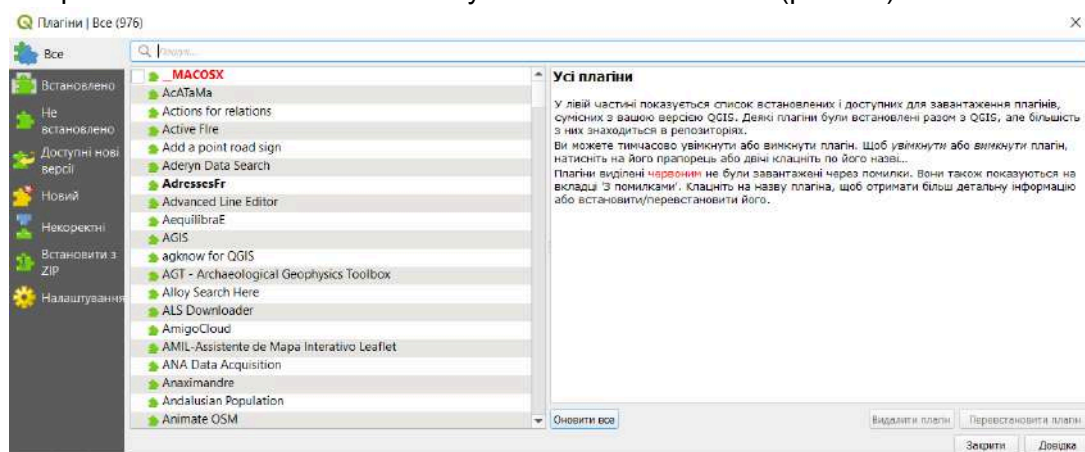 Плагіни | Все (976)
Все
Встановлено
Не
встановлено
Доступні нові
версії
Новий
Некоректні
Встановити з
ZIP
Налаштування
Пошук...
__MACOSX
AcATaMa
Actions for relations
Active Fire
Add a point road sign
Aderyn Data Search
AdressesFr
Advanced Line Editor
AequilibraE
AGIS
agknow for QGIS
AGT - Archaeological Geophysics Toolbox
Alloy Search Here
ALS Downloader
AmigoCloud
AMIL-Assistente de Mapa Interativo Leaflet
ANA Data Acquisition
Anaximandre
Andalusian Population
Animate OSM
Усі плагіни
У лівій частині показується список встановлених і доступних для завантаження плагінів,
сумісних з вашою версією QGIS. Деякі плагіни були встановлені разом з QGIS, але більшість
з них знаходиться в репозиторіях.
Ви можете тимчасово увімкнути або вимкнути плагін. Щоб увімкнути або вимкнути плагін,
натисніть на його прапорець або двічі клацніть по його назві...
Плагіни виділені червоним не були завантажені через помилки. Вони також показуються на
вкладці 'З помилками'. Клацніть на назву плагіна, щоб отримати більш детальну інформацію
або встановити/перевстановити його.
Оновити все
Видалити плагін
Перевстановити плагін
Закрити
Довідка